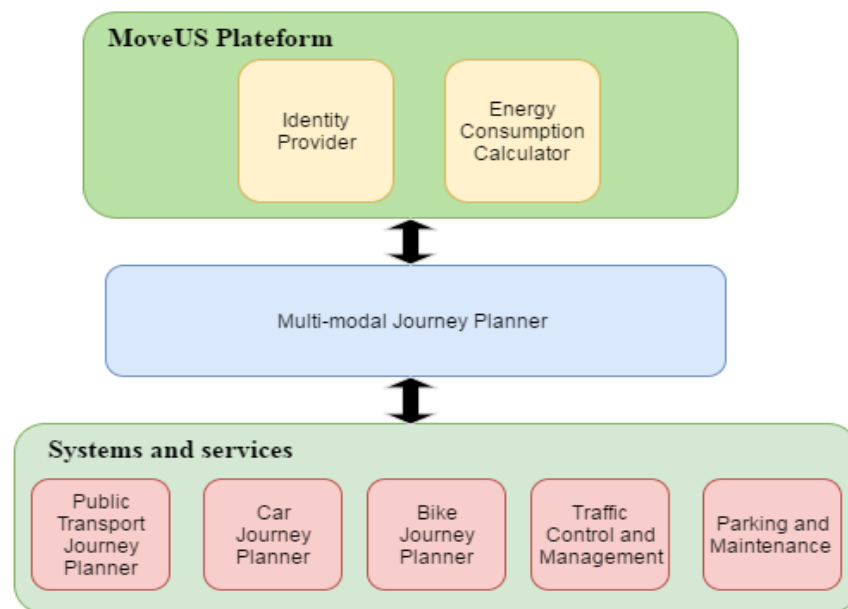 MoveUS Plateform
Identity
Provider
Energy
Consumption
Calculator
Multi-modal Journey Planner
Systems and services
Public
Transport
Journey
Planner
Car
Journey
Planner
Bike
Journey
Planner
Traffic
Control and
Management
Parking and
Maintenance